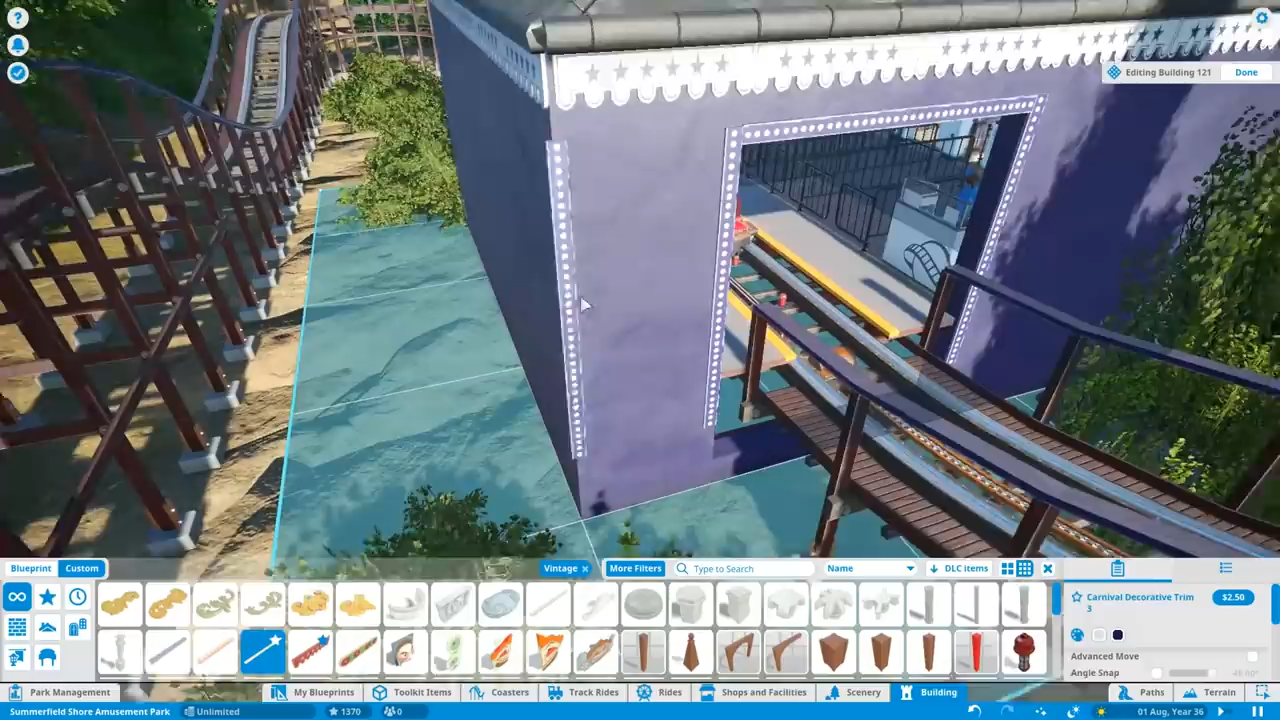 Editing Building 121
Done
Blueprint
Custom
Vintage
More Filters
Type to Search
Name
DLC items
Carnival Decorative Trim
3
$2.50
Advanced Move
Angle Snap
Park Management
My Blueprints
Toolkit Items
Coasters
Track Rides
Rides
Shops and Facilities
Scenery
Building
Paths
Terrain
Summerfield Shore Amusement Park
Unlimited
1370
0
01 Aug, Year 36